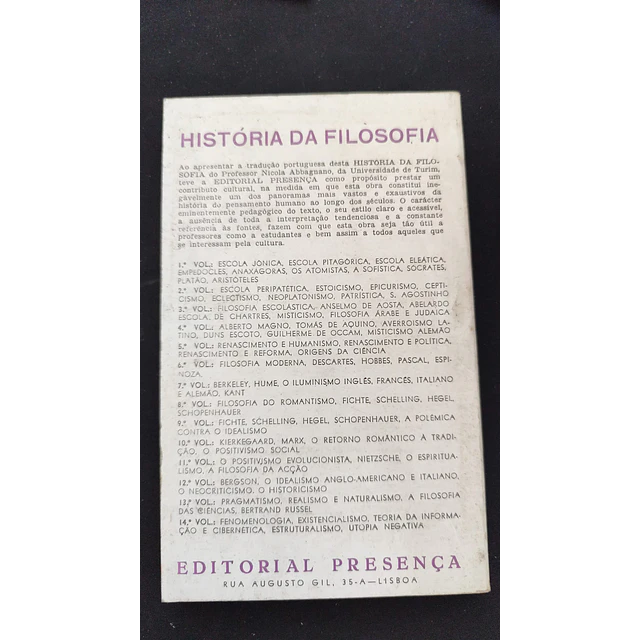 HISTÓRIA DA FILOSOFIA
Ao apresentar a tradução portuguesa desta HISTÓRIA DA FILO-
SOFIA do Professor Nicola Abbagnano, da Universidade de Turim,
teve a EDITORIAL PRESENÇA como propósito prestar um
contributo cultural, na medida em que esta obra constitui ine-
gàvelmente um dos panoramas mais vastos e exaustivos da
história do pensamento humano ao longo dos séculos. O carácter
eminentemente pedagógico do texto, o seu estilo claro e acessível,
a ausência de toda a interpretação tendenciosa e a constante
referência às fontes, fazem com que esta obra seja tão útil a
professores como a estudantes e bem assim a todos aqueles que
se interessam pela cultura.
1.º VOL.: ESCOLA JÓNICA, ESCOLA PITAGÓRICA, ESCOLA ELEÁTICA,
EMPÉDOCLES, ANAXÁGORAS, OS ATOMISTAS, A SOFÍSTICA, SÓCRATES,
PLATÃO, ARISTÓTELES
2.º VOL.: ESCOLA PERIPATÉTICA, ESTOICISMO, EPICURISMO, CEPTI-
CISMO, ECLECTISMO, NEOPLATONISMO, PATRÍSTICA, S. AGOSTINHO
3.º VOL.: FILOSOFIA ESCOLÁSTICA, ANSELMO DE AOSTA, ABELARDO
ESCOLA DE CHARTRES, MISTICISMO, FILOSOFIA ÁRABE E JUDAICA
4.º VOL.: ALBERTO MAGNO, TOMÁS DE AQUINO, AVERROISMO LA-
TINO, DUNS ESCOTO, GUILHERME DE OCCAM, MISTICISMO ALEMÃO
5.º VOL.: RENASCIMENTO E HUMANISMO, RENASCIMENTO E POLÍTICA,
RENASCIMENTO E REFORMA, ORIGENS DA CIÊNCIA
6.º VOL.: FILOSOFIA MODERNA, DESCARTES, HOBBES, PASCAL, ESPI-
NOZA
7.º VOL.: BERKELEY, HUME, O ILUMINISMO INGLÊS, FRANCÊS, ITALIANO
E ALEMÃO, KANT
8.º VOL.: FILOSOFIA DO ROMANTISMO, FICHTE, SCHELLING, HEGEL,
SCHOPENHAUER
9.º VOL.: FICHTE, SCHELLING, HEGEL, SCHOPENHAUER, A POLÉMICA
CONTRA O IDEALISMO
10.º VOL.: KIERKEGAARD, MARX, O RETORNO ROMÂNTICO A TRADI-
ÇÃO, O POSITIVISMO SOCIAL
11.º VOL.: O POSITIVISMO EVOLUCIONISTA, NIETZSCHE, O ESPIRITUA-
LISMO, A FILOSOFIA DA ACÇÃO
12.º VOL.: BERGSON, O IDEALISMO ANGLO-AMERICANO E ITALIANO,
O NEOCRITICISMO, O HISTORICISMO
13.º VOL.: PRAGMATISMO, REALISMO E NATURALISMO, A FILOSOFIA
DAS CIÊNCIAS, BERTRAND RUSSEL
14.º VOL.: FENOMENOLOGIA, EXISTENCIALISMO, TEORIA DA INFORMA-
ÇÃO E CIBERNÉTICA, ESTRUTURALISMO, UTOPIA NEGATIVA
EDITORIAL PRESENÇA
RUA AUGUSTO GIL, 35-A—LISBOA